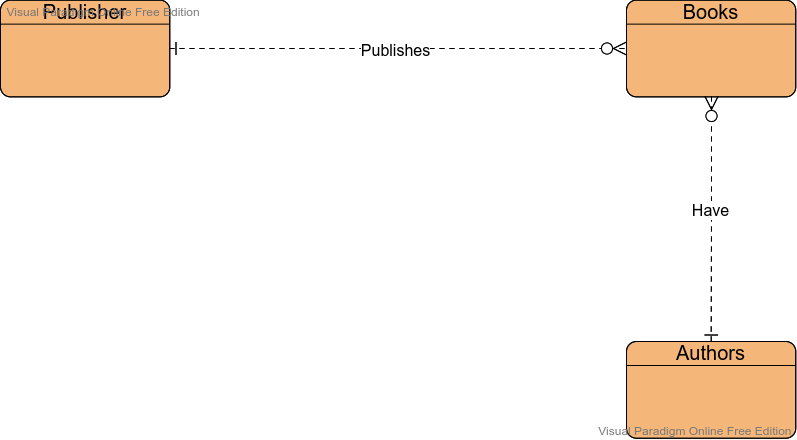 Publisher
Visual Paradigm Online Free Edition
Books
Publishes
Have
Authors
Visual Paradigm Online Free Edition